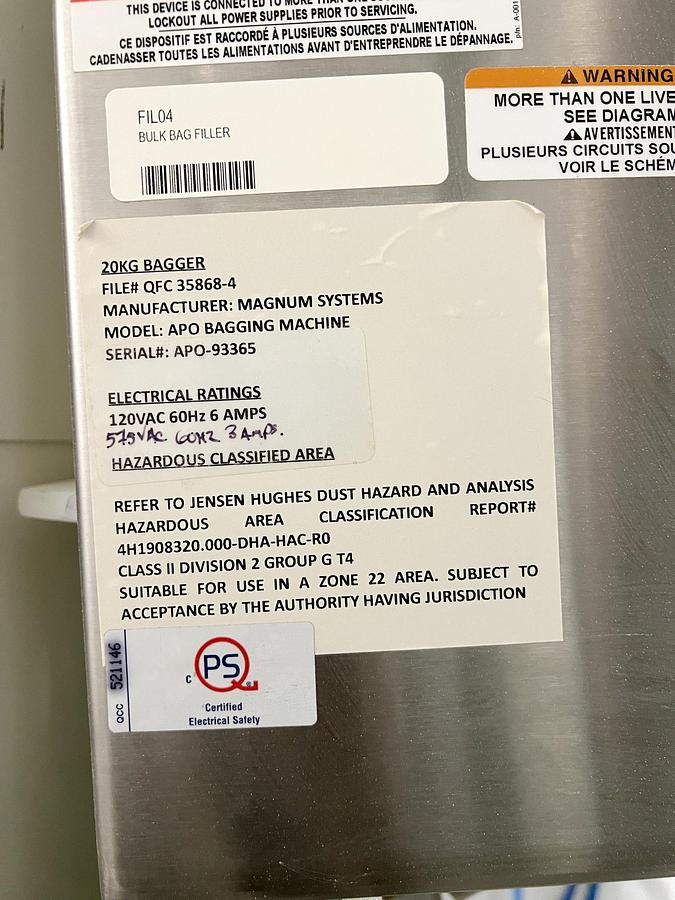 THIS DEVICE IS CONNECTED TO MORE THAN ONE
LOCKOUT ALL POWER SUPPLIES PRIOR TO SERVICING.
CE DISPOSITIF EST RACCORDÉ À PLUSIEURS SOURCES D'ALIMENTATION.
CADENASSER TOUTES LES ALIMENTATIONS AVANT D'ENTREPRENDRE LE DÉPANNAGE.
p/n: A-001
FIL04
BULK BAG FILLER
WARNING
MORE THAN ONE LIVE
SEE DIAGRAM
AVERTISSEMENT
PLUSIEURS CIRCUITS SOU
VOIR LE SCHÉM
20KG BAGGER
FILE# QFC 35868-4
MANUFACTURER: MAGNUM SYSTEMS
MODEL: APO BAGGING MACHINE
SERIAL#: APO-93365
ELECTRICAL RATINGS
120VAC 60Hz 6 AMPS
575VAC 60HZ 3 AMPS.
HAZARDOUS CLASSIFIED AREA
REFER TO JENSEN HUGHES DUST HAZARD AND ANALYSIS
HAZARDOUS AREA CLASSIFICATION REPORT#
4H1908320.000-DHA-HAC-R0
CLASS II DIVISION 2 GROUP G T4
SUITABLE FOR USE IN A ZONE 22 AREA. SUBJECT TO
ACCEPTANCE BY THE AUTHORITY HAVING JURISDICTION
QCC 521146
C PS ®
Certified
Electrical Safety